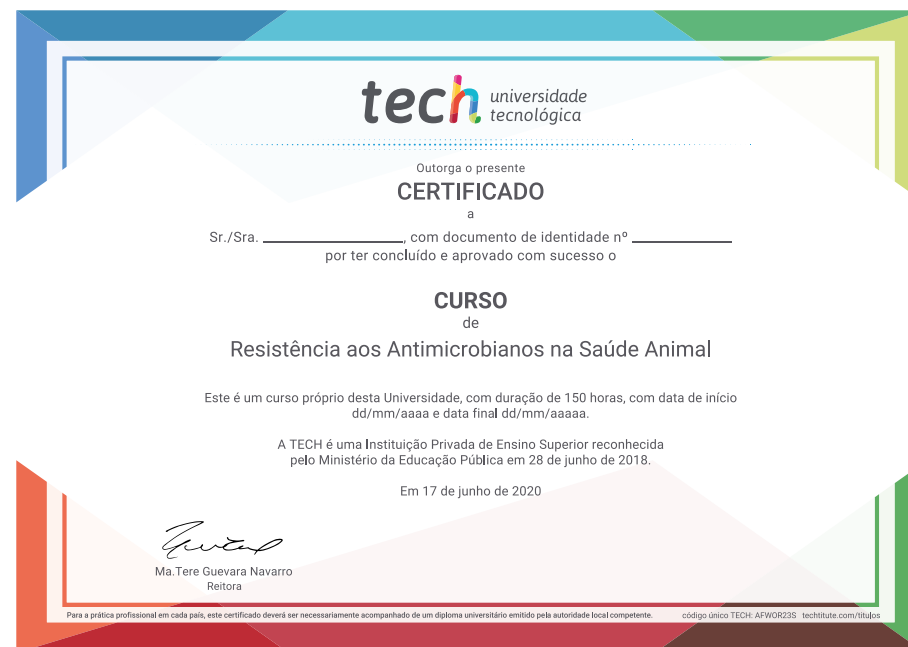 tech universidade
tecnológica
Outorga o presente
CERTIFICADO
a
Sr./Sra. ______________, com documento de identidade nº __________
por ter concluído e aprovado com sucesso o
CURSO
de
Resistência aos Antimicrobianos na Saúde Animal
Este é um curso próprio desta Universidade, com duração de 150 horas, com data de início
dd/mm/aaaa e data final dd/mm/aaaaa.
A TECH é uma Instituição Privada de Ensino Superior reconhecida
pelo Ministério da Educação Pública em 28 de junho de 2018.
Em 17 de junho de 2020
Ma.Tere Guevara Navarro
Reitora
Para a prática profissional em cada país, este certificado deverá ser necessariamente acompanhado de um diploma universitário emitido pela autoridade local competente. código único TECH: AFWOR23S techtitute.com/titulos